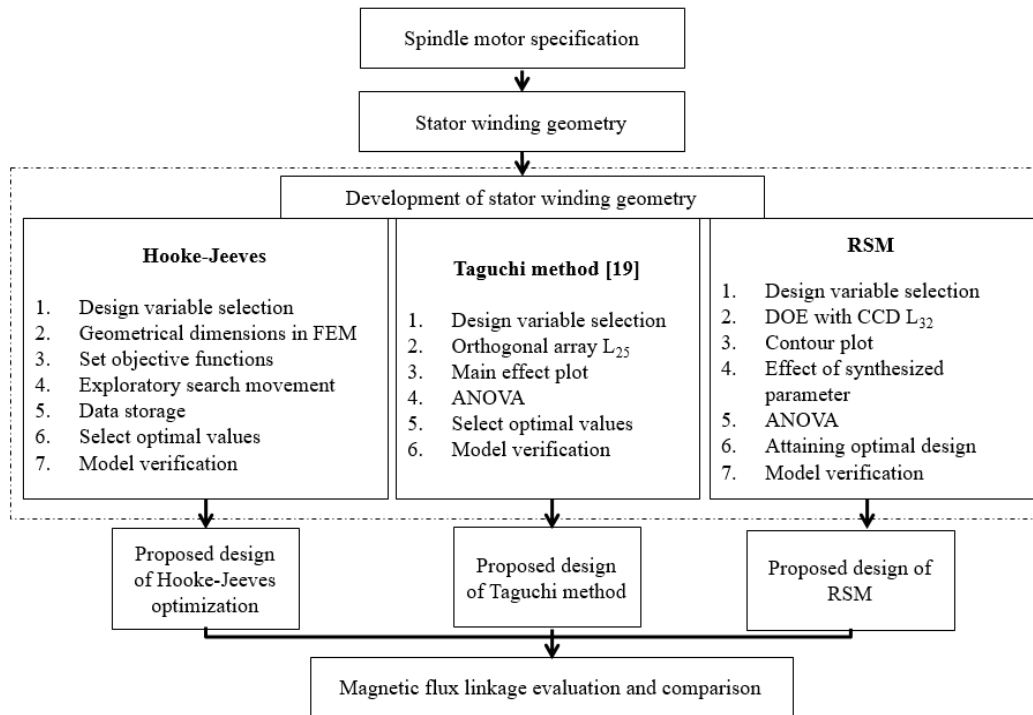 Spindle motor specification
Stator winding geometry
Development of stator winding geometry
Hooke-Jeeves
1. Design variable selection
2. Geometrical dimensions in FEM
3. Set objective functions
4. Exploratory search movement
5. Data storage
6. Select optimal values
7. Model verification
Taguchi method [19]
1. Design variable selection
2. Orthogonal array L25
3. Main effect plot
4. ANOVA
5. Select optimal values
6. Model verification
RSM
1. Design variable selection
2. DOE with CCD L32
3. Contour plot
4. Effect of synthesized
parameter
5. ANOVA
6. Attaining optimal design
7. Model verification
Proposed design
of Hooke-Jeeves
optimization
Proposed design
of Taguchi method
Proposed design of
RSM
Magnetic flux linkage evaluation and comparison